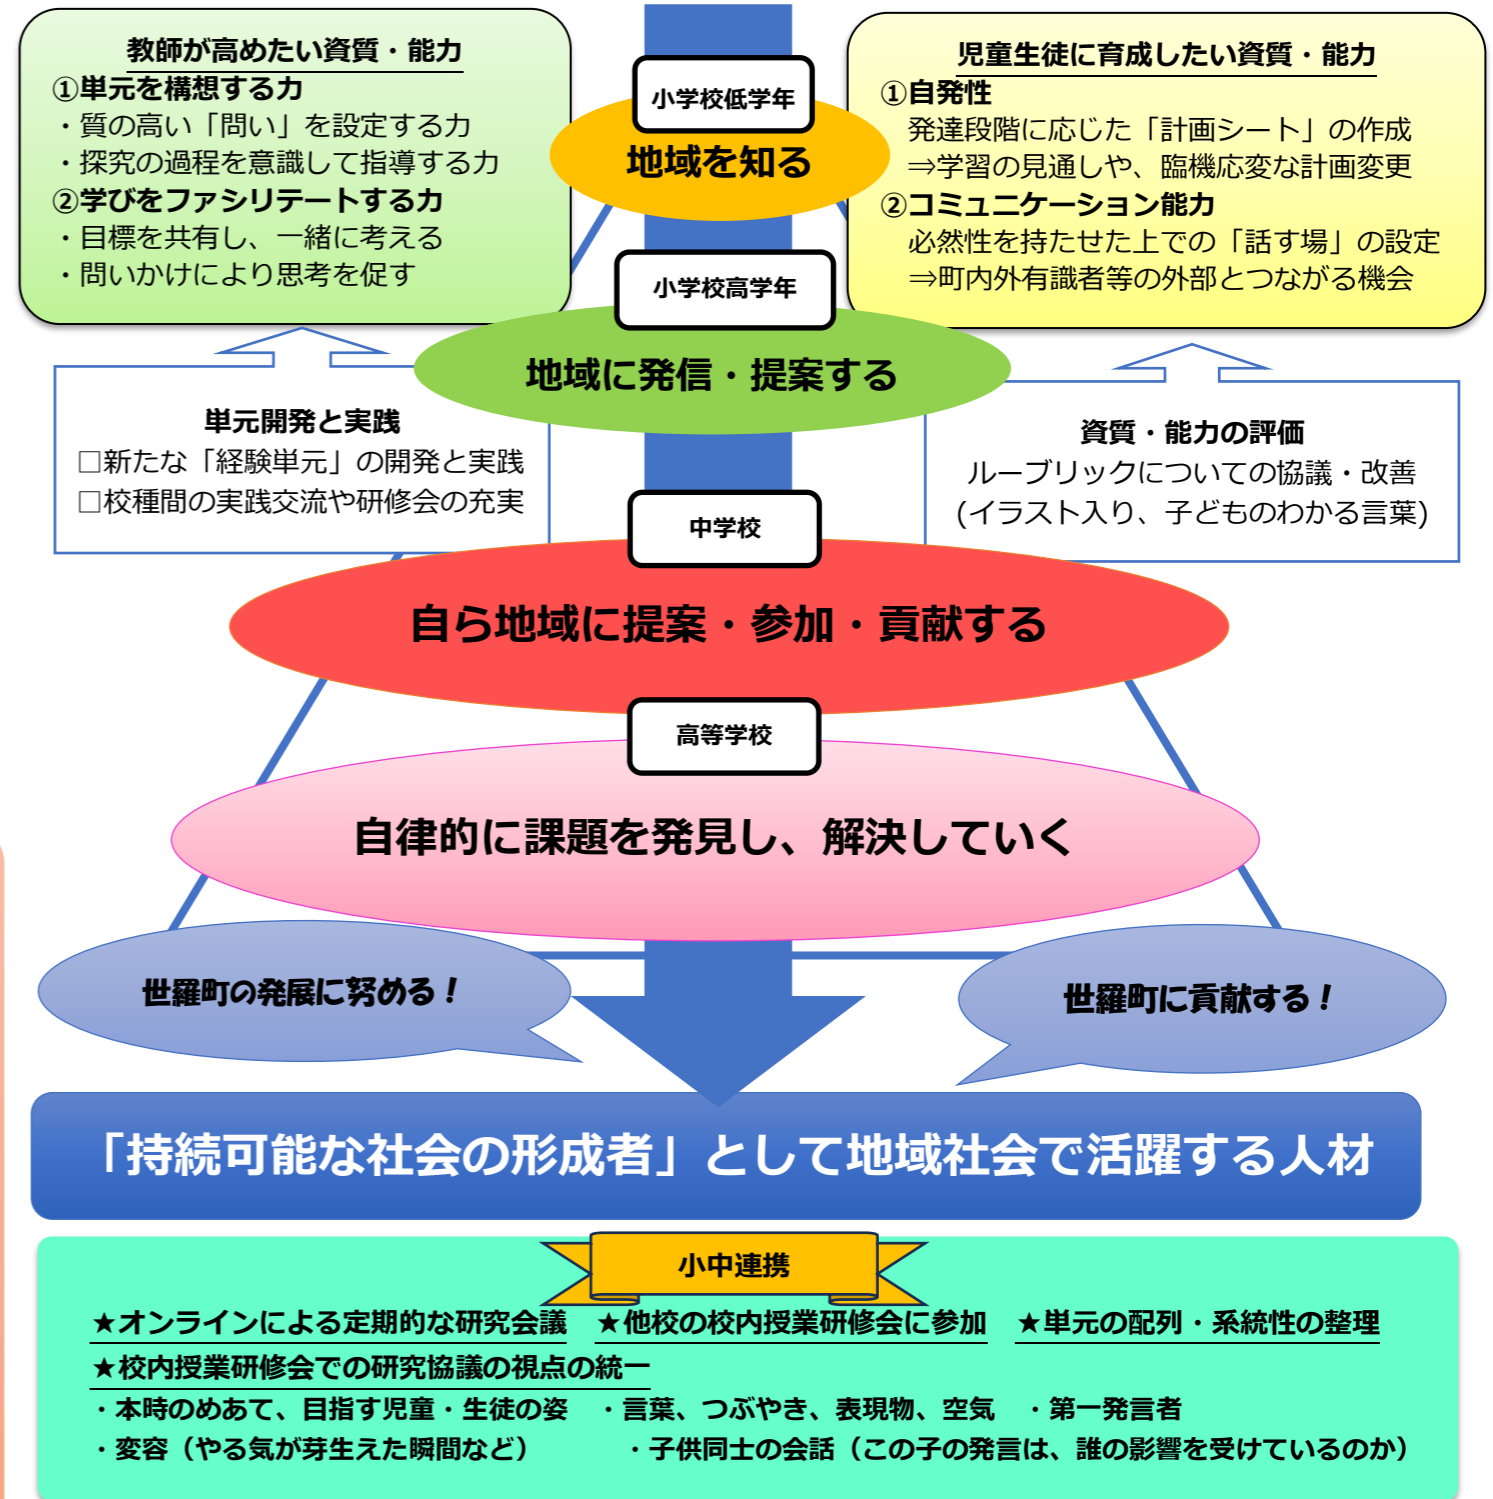 教師が高めたい資質・能力
①単元を構想する力
・質の高い「問い」を設定する力
・探究の過程を意識して指導する力
②学びをファシリテートする力
・目標を共有し、一緒に考える
・問いかけにより思考を促す
小学校低学年
地域を知る
児童生徒に育成したい資質・能力
①自発性
発達段階に応じた「計画シート」の作成
⇒学習の見通しや、臨機応変な計画変更
②コミュニケーション能力
必然性を持たせた上での「話す場」の設定
⇒町内外有識者等の外部とつながる機会
小学校高学年
地域に発信・提案する
単元開発と実践
□新たな「経験単元」の開発と実践
□校種間の実践交流や研修会の充実
資質・能力の評価
ルーブリックについての協議・改善
(イラスト入り、子どものわかる言葉)
中学校
自ら地域に提案・参加・貢献する
高等学校
自律的に課題を発見し、解決していく
世羅町の発展に努める！
世羅町に貢献する！
「持続可能な社会の形成者」として地域社会で活躍する人材
小中連携
★オンラインによる定期的な研究会議　★他校の校内授業研修会に参加　★単元の配列・系統性の整理
★校内授業研修会での研究協議の視点の統一
・本時のめあて、目指す児童・生徒の姿　・言葉、つぶやき、表現物、空気　・第一発言者
・変容（やる気が芽生えた瞬間など）　・子供同士の会話（この子の発言は、誰の影響を受けているのか）